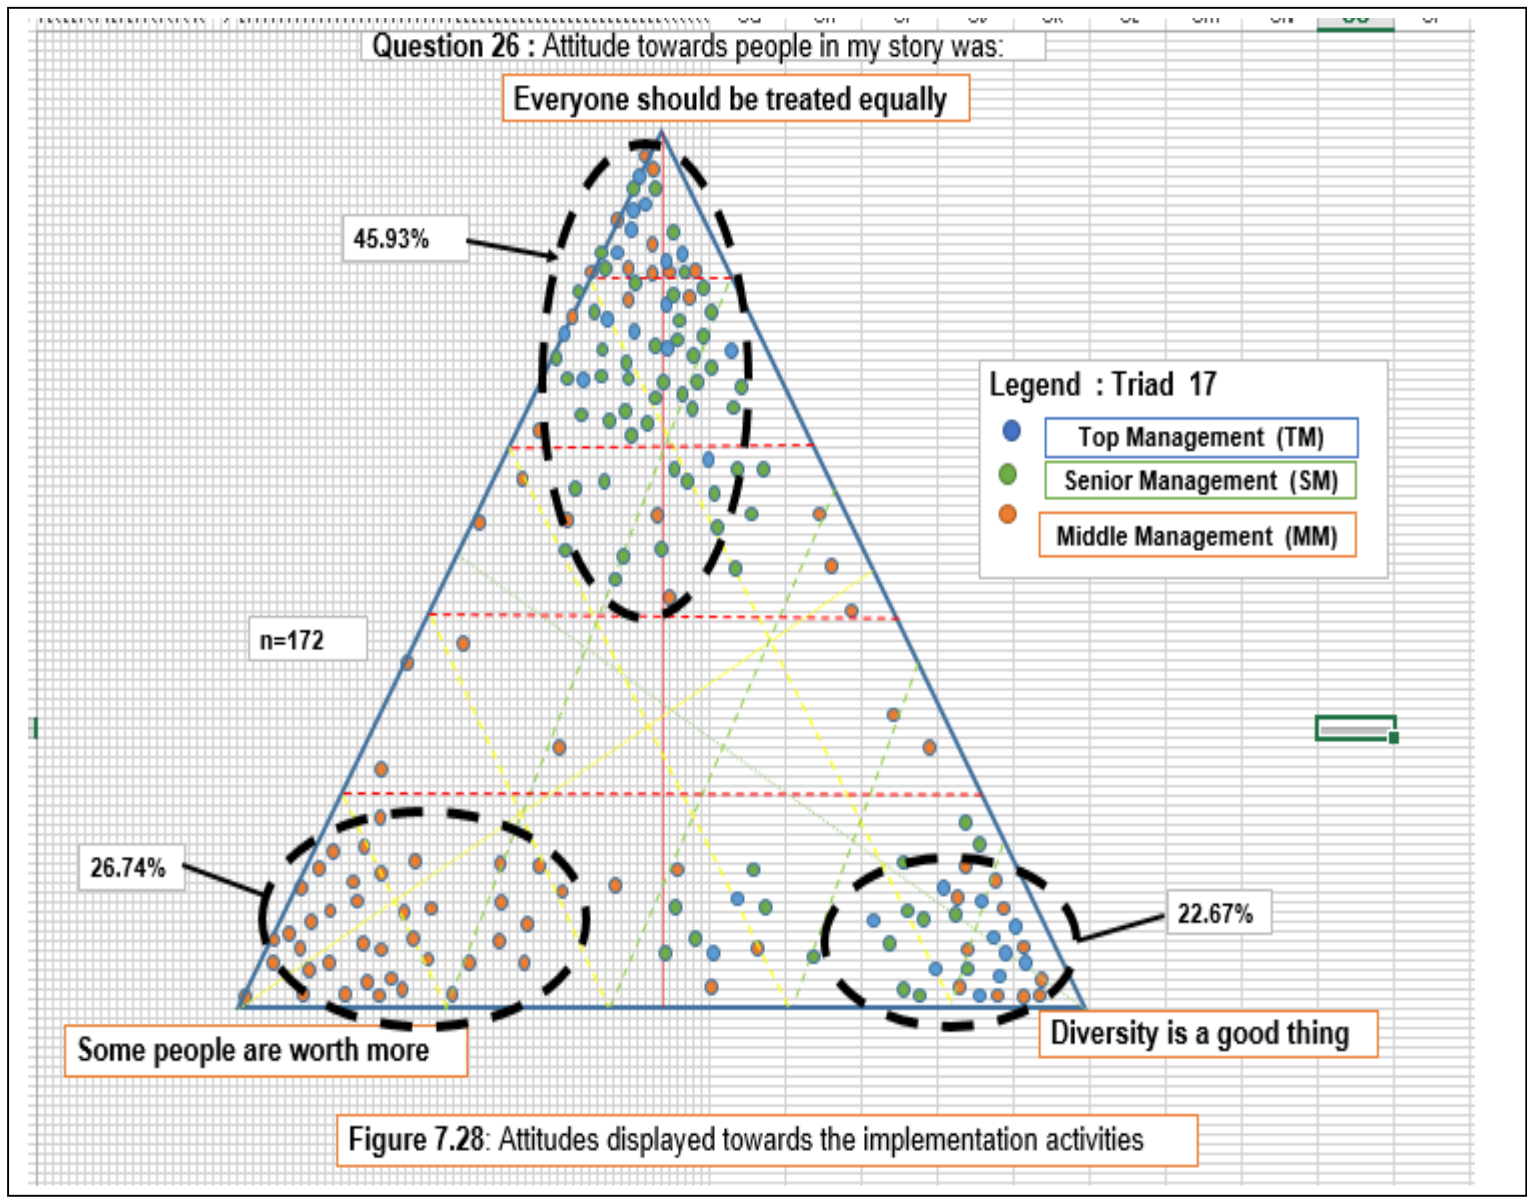 Question 26 : Attitude towards people in my story was:
Everyone should be treated equally
45.93%
Legend : Triad 17
Top Management (TM)
Senior Management (SM)
Middle Management (MM)
n=172
26.74%
22.67%
Some people are worth more
Diversity is a good thing
Figure 7.28: Attitudes displayed towards the implementation activities